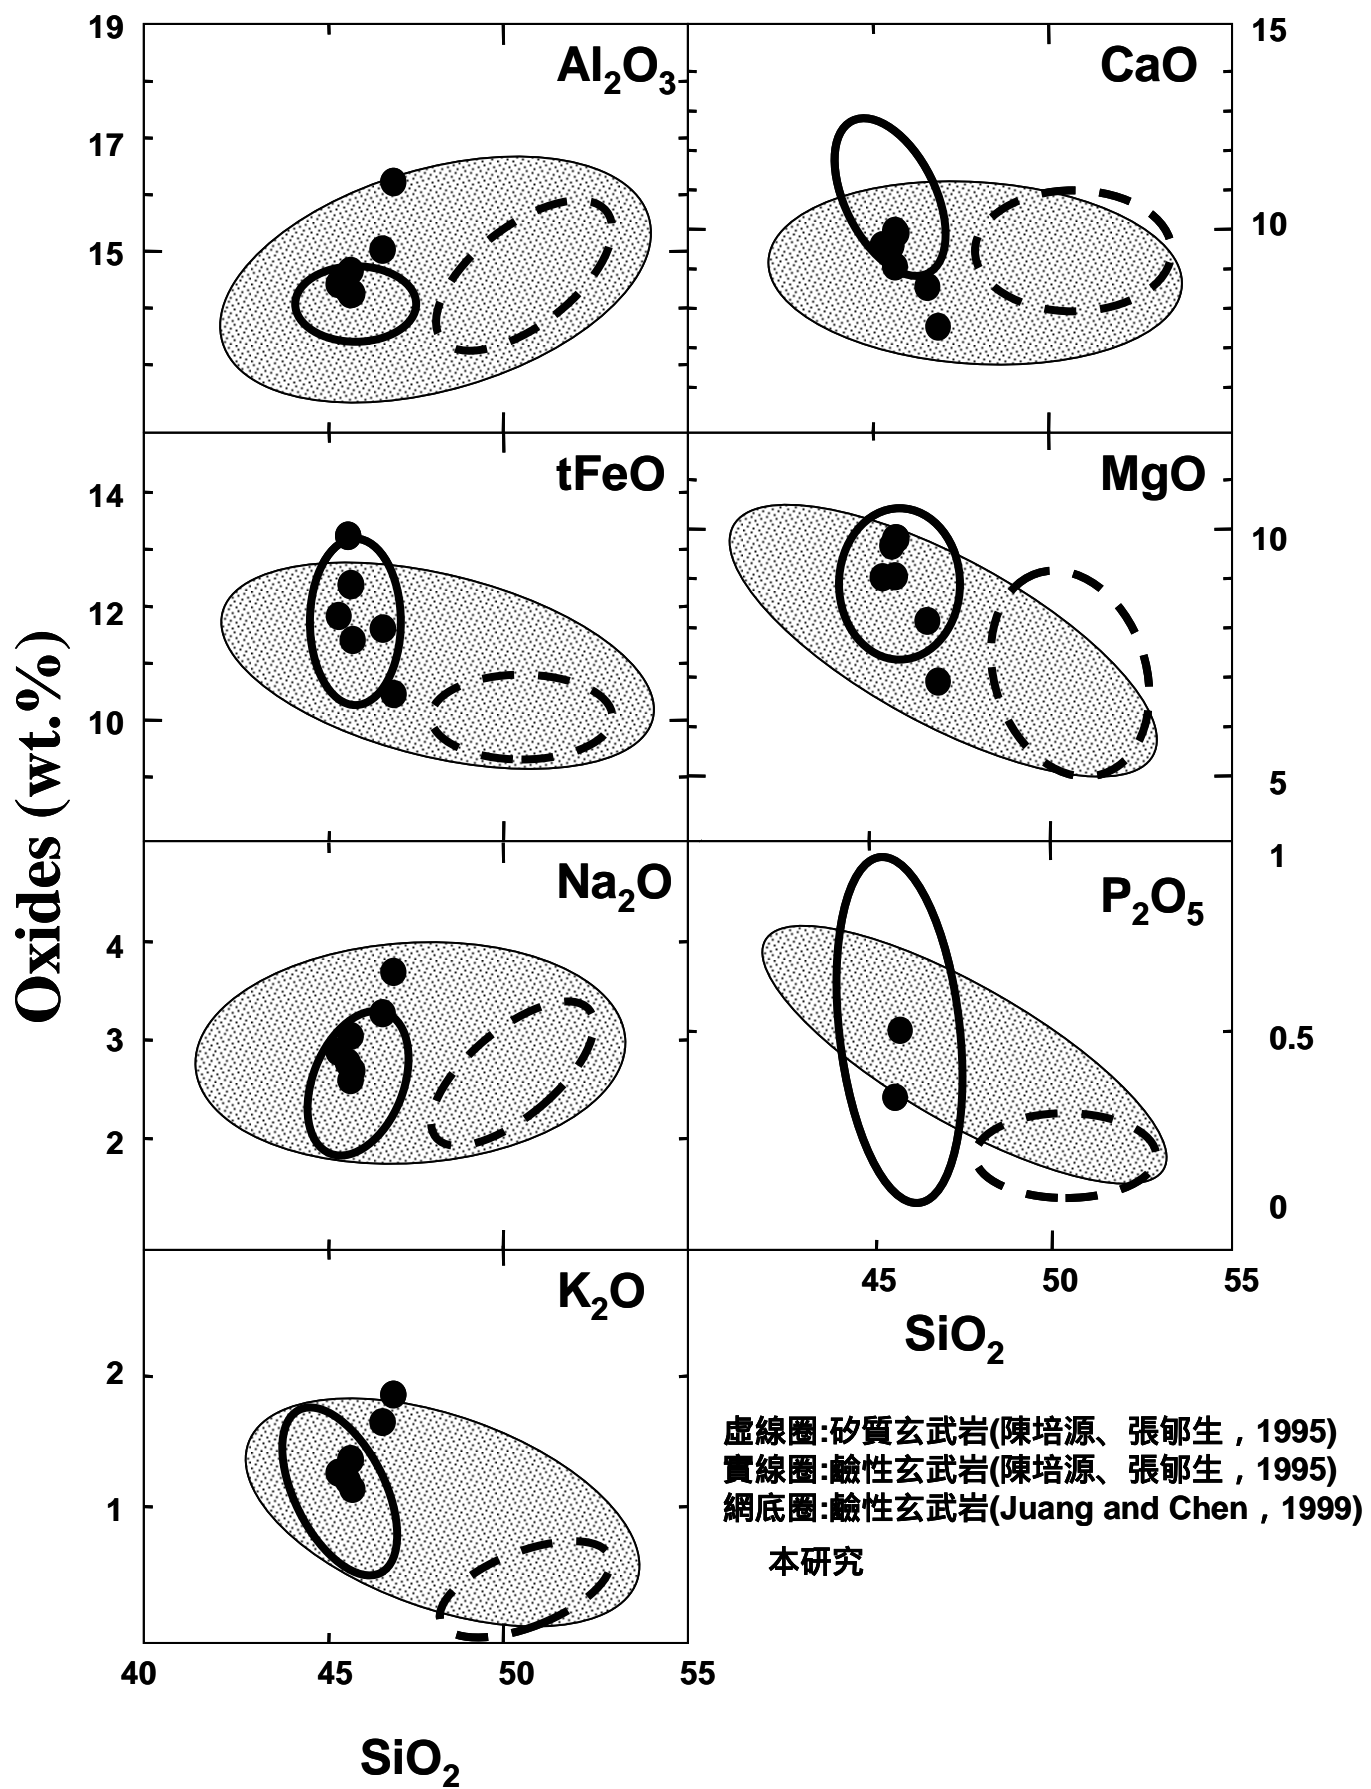 Oxides (wt.%)
19
17
15
Al₂O₃
CaO
15
10
14
12
10
tFeO
MgO
10
5
4
3
2
Na₂O
P₂O₅
1
0.5
0
45 50 55
SiO₂
2
1
K₂O
40 45 50 55
SiO₂
虛線圈:矽質玄武岩(陳培源、張郇生，1995)
實線圈:鹼性玄武岩(陳培源、張郇生，1995)
網底圈:鹼性玄武岩(Juang and Chen，1999)
本研究